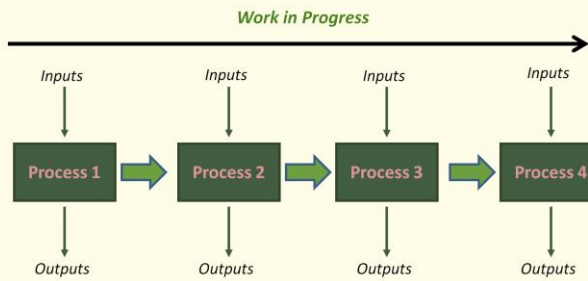 Work in Progress
Inputs Inputs Inputs Inputs
Process 1 Process 2 Process 3 Process 4
Outputs Outputs Outputs Outputs